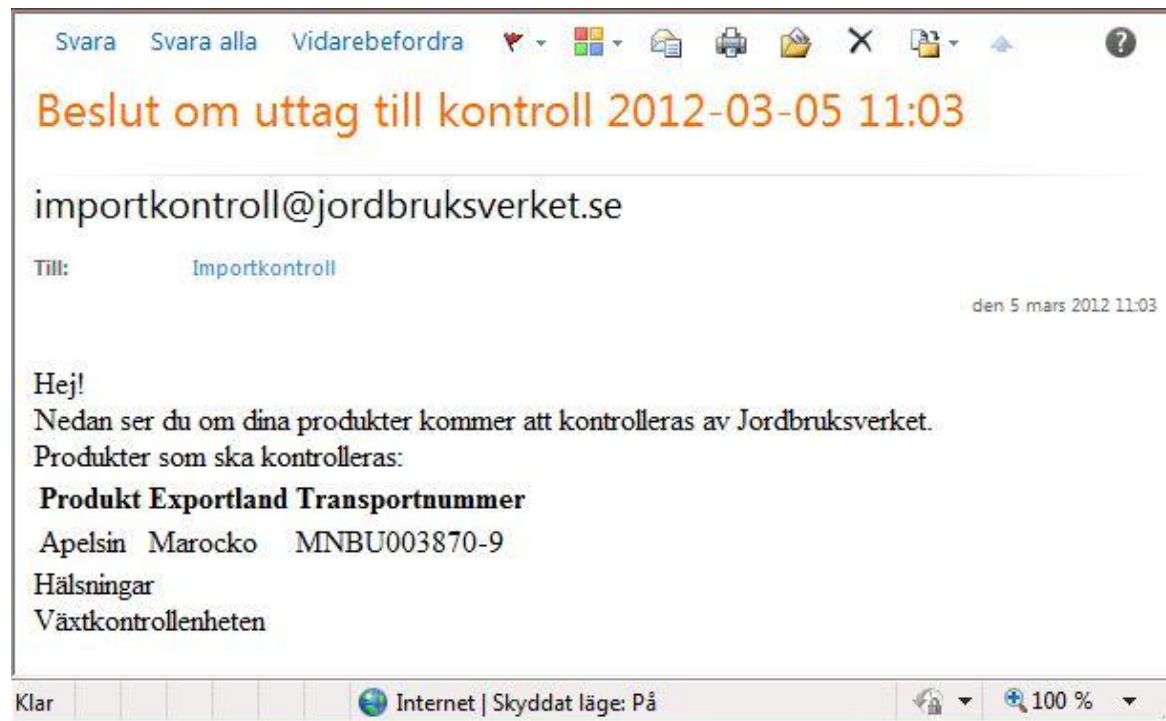 Svara Svara alla Vidarebefordra
Beslut om uttag till kontroll 2012-03-05 11:03
importkontroll@jordbruksverket.se
Till: Importkontroll
den 5 mars 2012 11:03
Hej!
Nedan ser du om dina produkter kommer att kontrolleras av Jordbruksverket.
Produkter som ska kontrolleras:
Produkt Exportland Transportnummer
Apelsin Marocko MNBU003870-9
Hälsningar
Växtkontrollenheten
Klar Internet | Skyddat läge: På 100 %